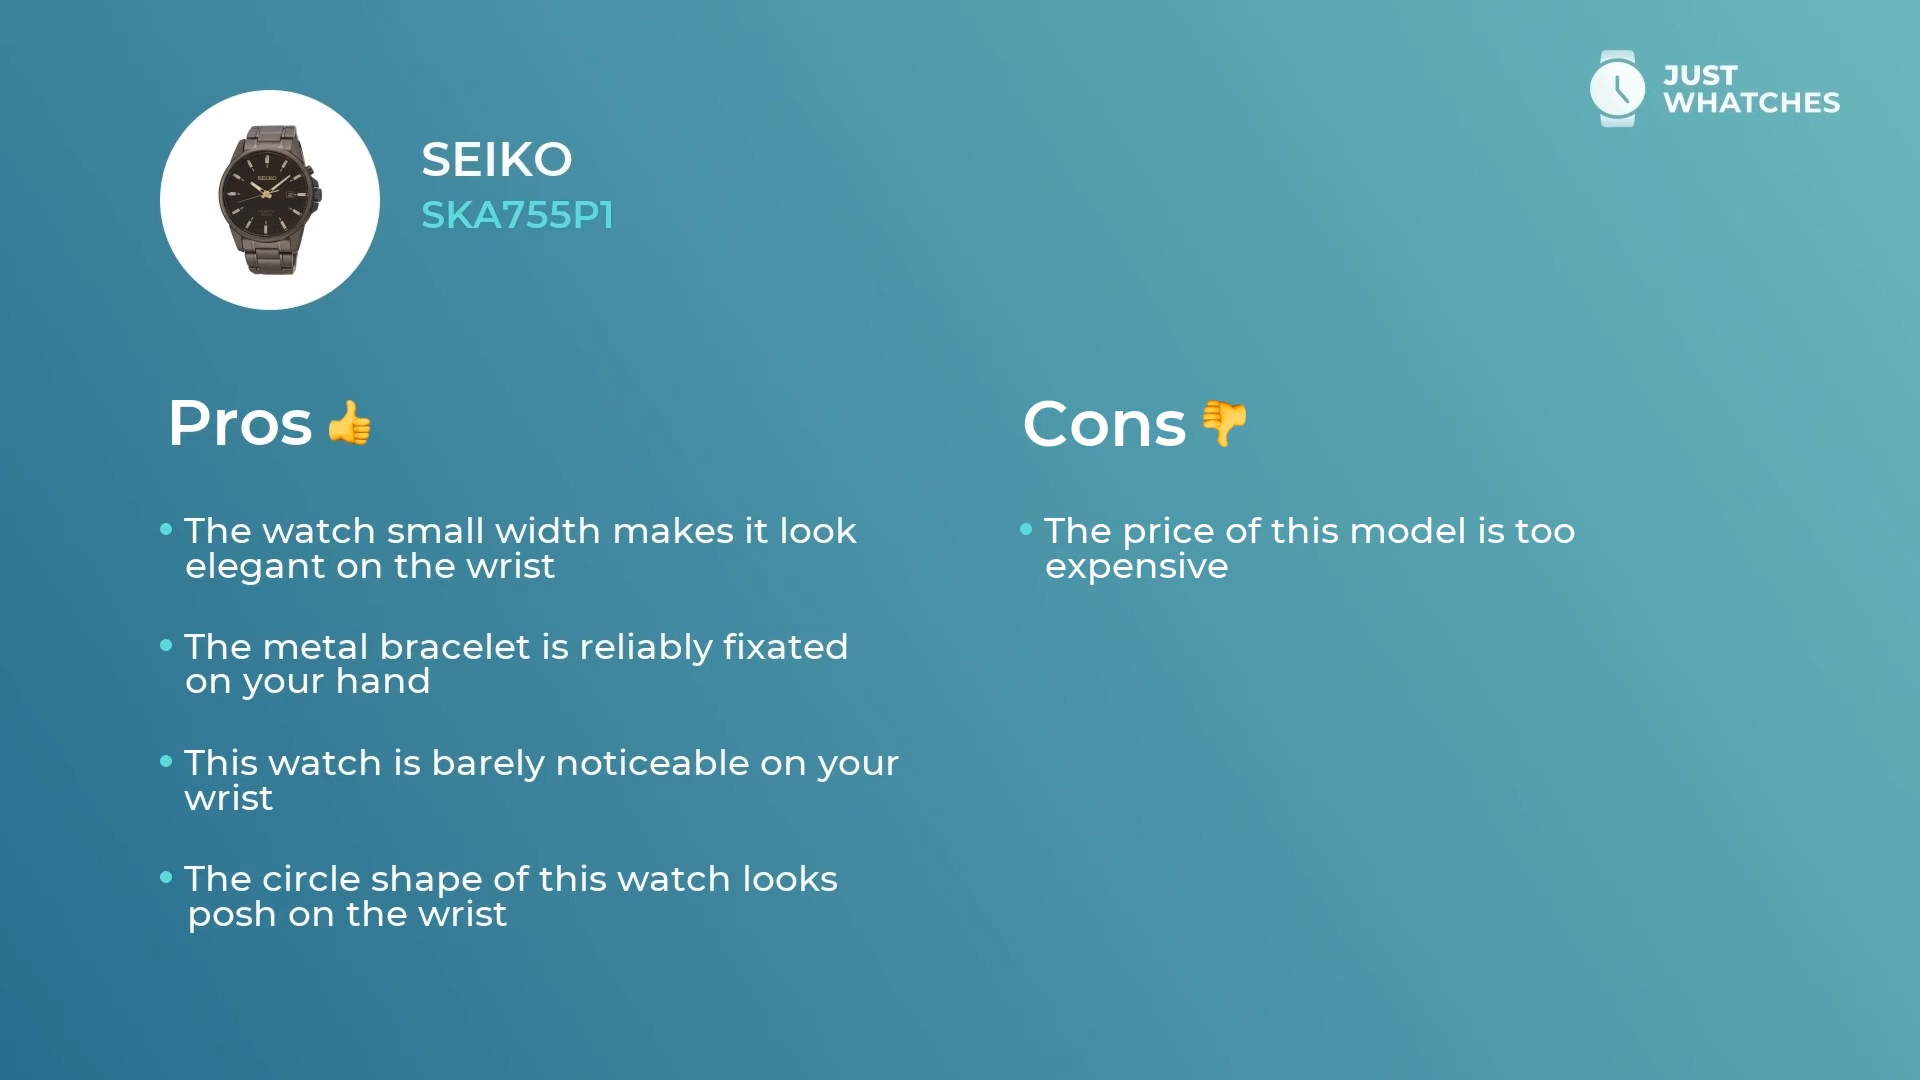 JUST
WHATCHES
SEIKO
SKA755P1
SEIKO
Pros 👍
• The watch small width makes it look
elegant on the wrist
• The metal bracelet is reliably fixated
on your hand
• This watch is barely noticeable on your
wrist
• The circle shape of this watch looks
posh on the wrist
Cons 👎
• The price of this model is too
expensive